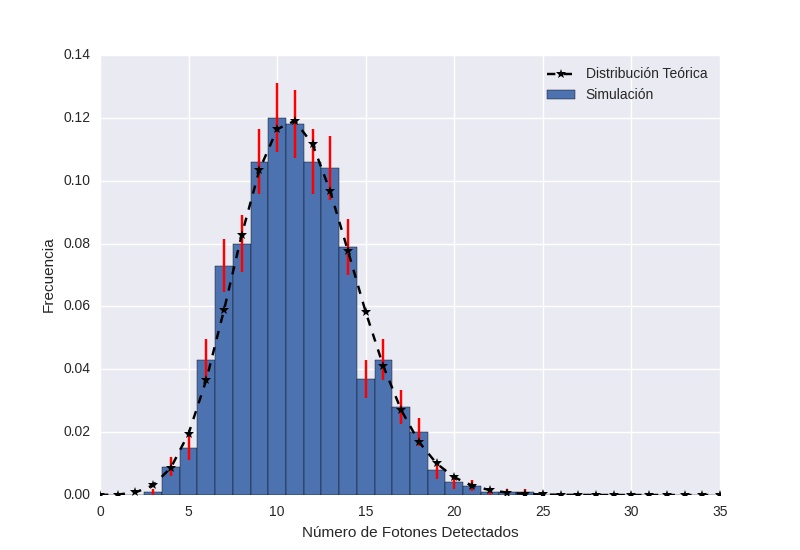 0.14
0.12
0.10
0.08
0.06
0.04
0.02
0.00
Frecuencia
Distribución Teórica
Simulación
0 5 10 15 20 25 30 35
Número de Fotones Detectados